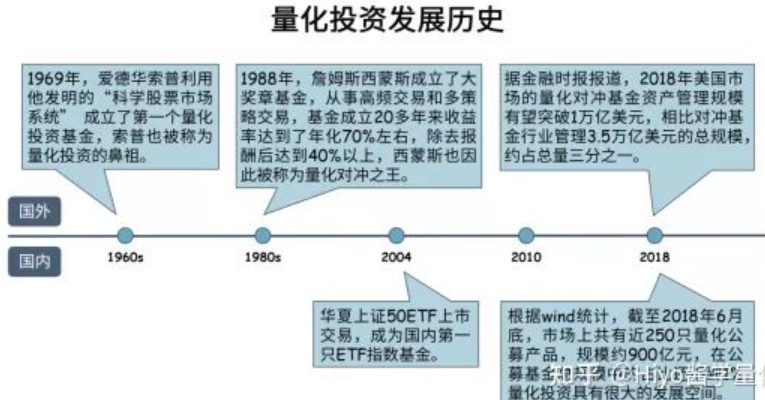 量化投资发展历史
1969年，爱德华索普利用
他发明的“科学股票市场
系统” 成立了第一个量化
投资基金，索普也被称为
量化投资的鼻祖。
1988年，詹姆斯西蒙斯成立了大
奖章基金，从事高频交易和多策
略交易，基金成立20多年来收益
率达到了年化70%左右，除去报
酬后达到40%以上，西蒙斯也因
此被称为量化对冲之王。
据金融时报报道，2018年美国市
场的量化对冲基金资产管理规模
有望突破1万亿美元，相比对冲基
金行业管理3.5万亿美元的总规模，
约占总量三分之一。
国外
国内
1960s
1980s
2004
2010
2018
华夏上证50ETF上市
交易，成为国内第一
只ETF指数基金。
根据wind统计，截至2018年6月
底，市场上共有近250只量化公
募产品，规模约900亿元，在公
募基金
量化投资具有很大的发展空间。
知乎 @Hiyo酱学量化